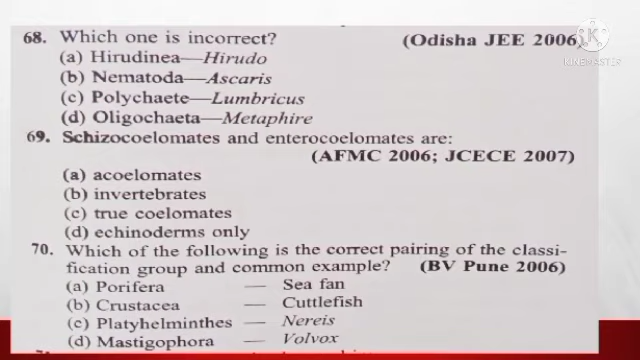 68. Which one is incorrect? (Odisha JEE 2006)
(a) Hirudinea—Hirudo
(b) Nematoda—Ascaris
(c) Polychaete—Lumbricus
(d) Oligochaeta—Metaphire
69. Schizocoelomates and enterocoelomates are:
(AFMC 2006; JCECE 2007)
(a) acoelomates
(b) invertebrates
(c) true coelomates
(d) echinoderms only
70. Which of the following is the correct pairing of the classi-
fication group and common example? (BV Pune 2006)
(a) Porifera — Sea fan
(b) Crustacea — Cuttlefish
(c) Platyhelminthes — Nereis
(d) Mastigophora — Volvox
K
KINEMASTER